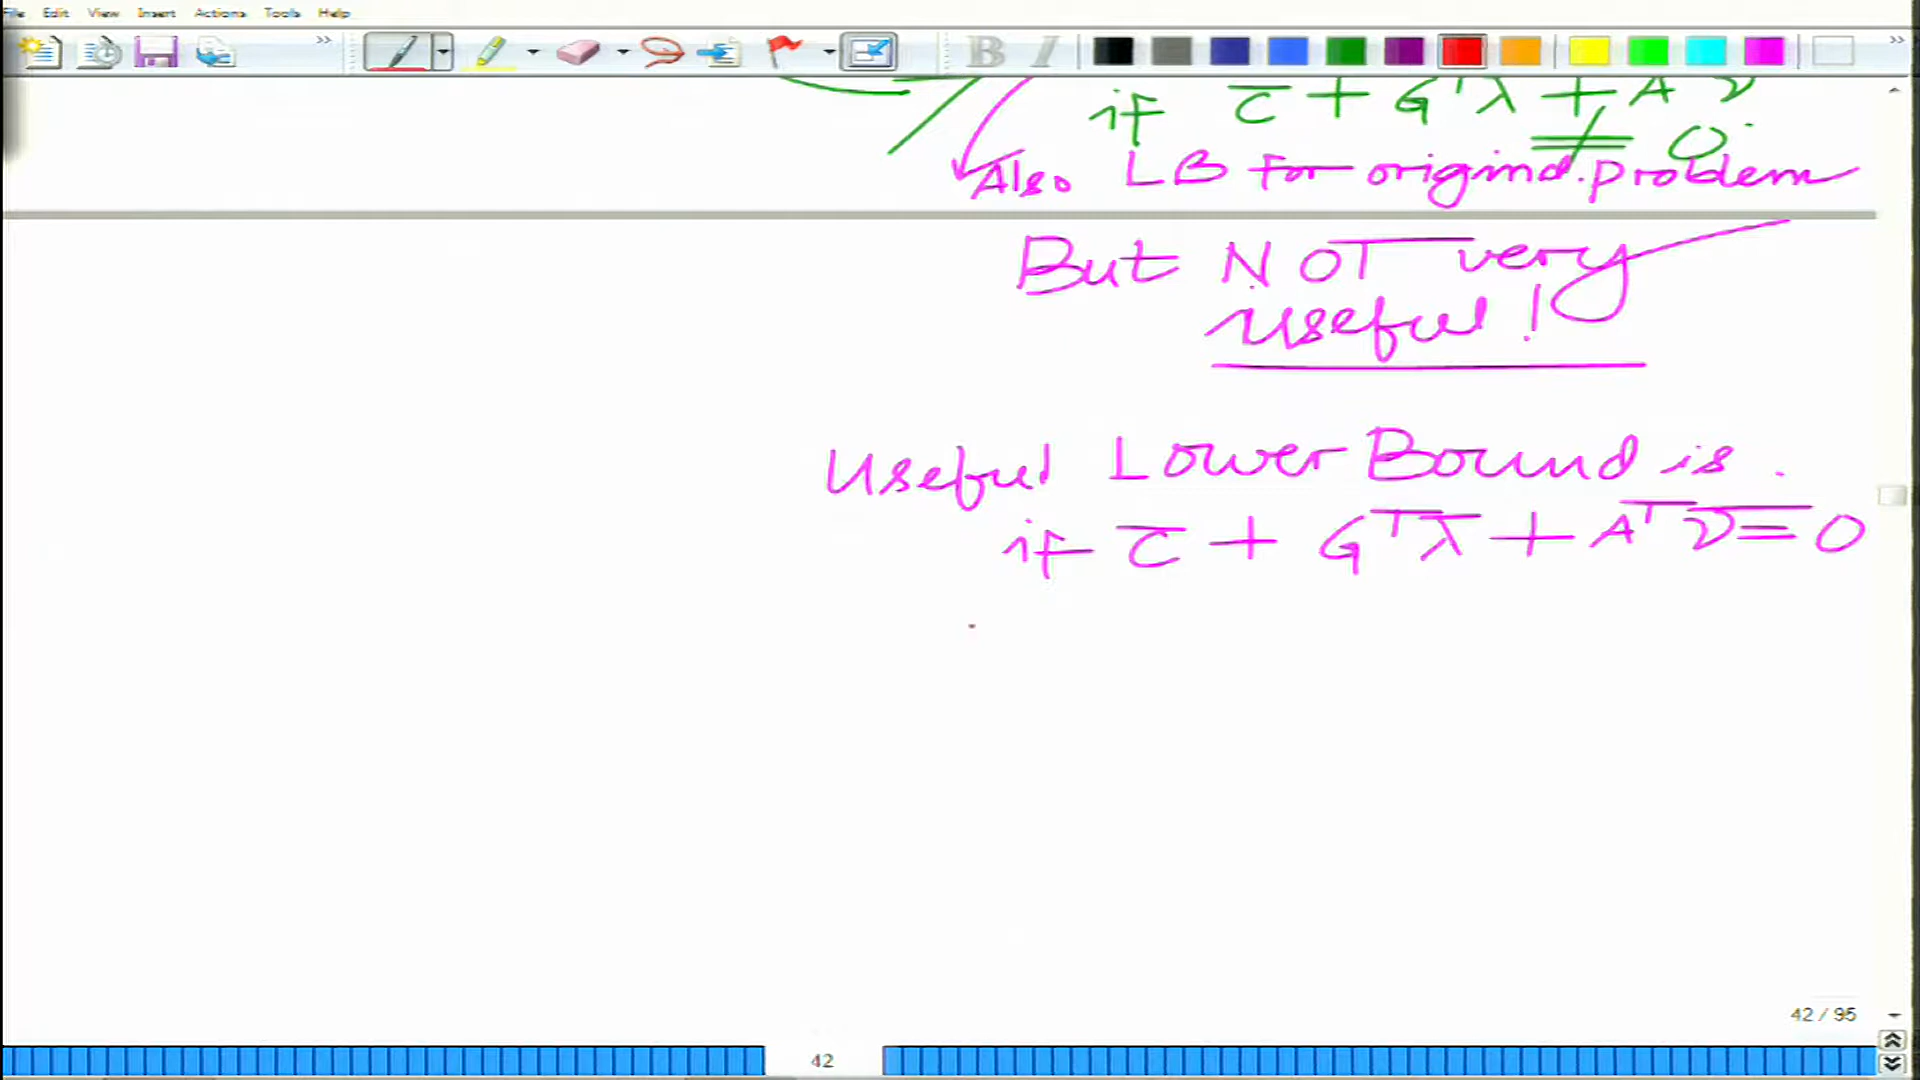 File Edit View Insert Actions Tools Help
B I
if c̅ + Gᵀλ̅ + A ν
≠ 0
Also LB for original problem
But NOT very
useful!
Useful Lower Bound is
if c̅ + Gᵀλ̅ + Aᵀν̅ = 0
42 / 95
42